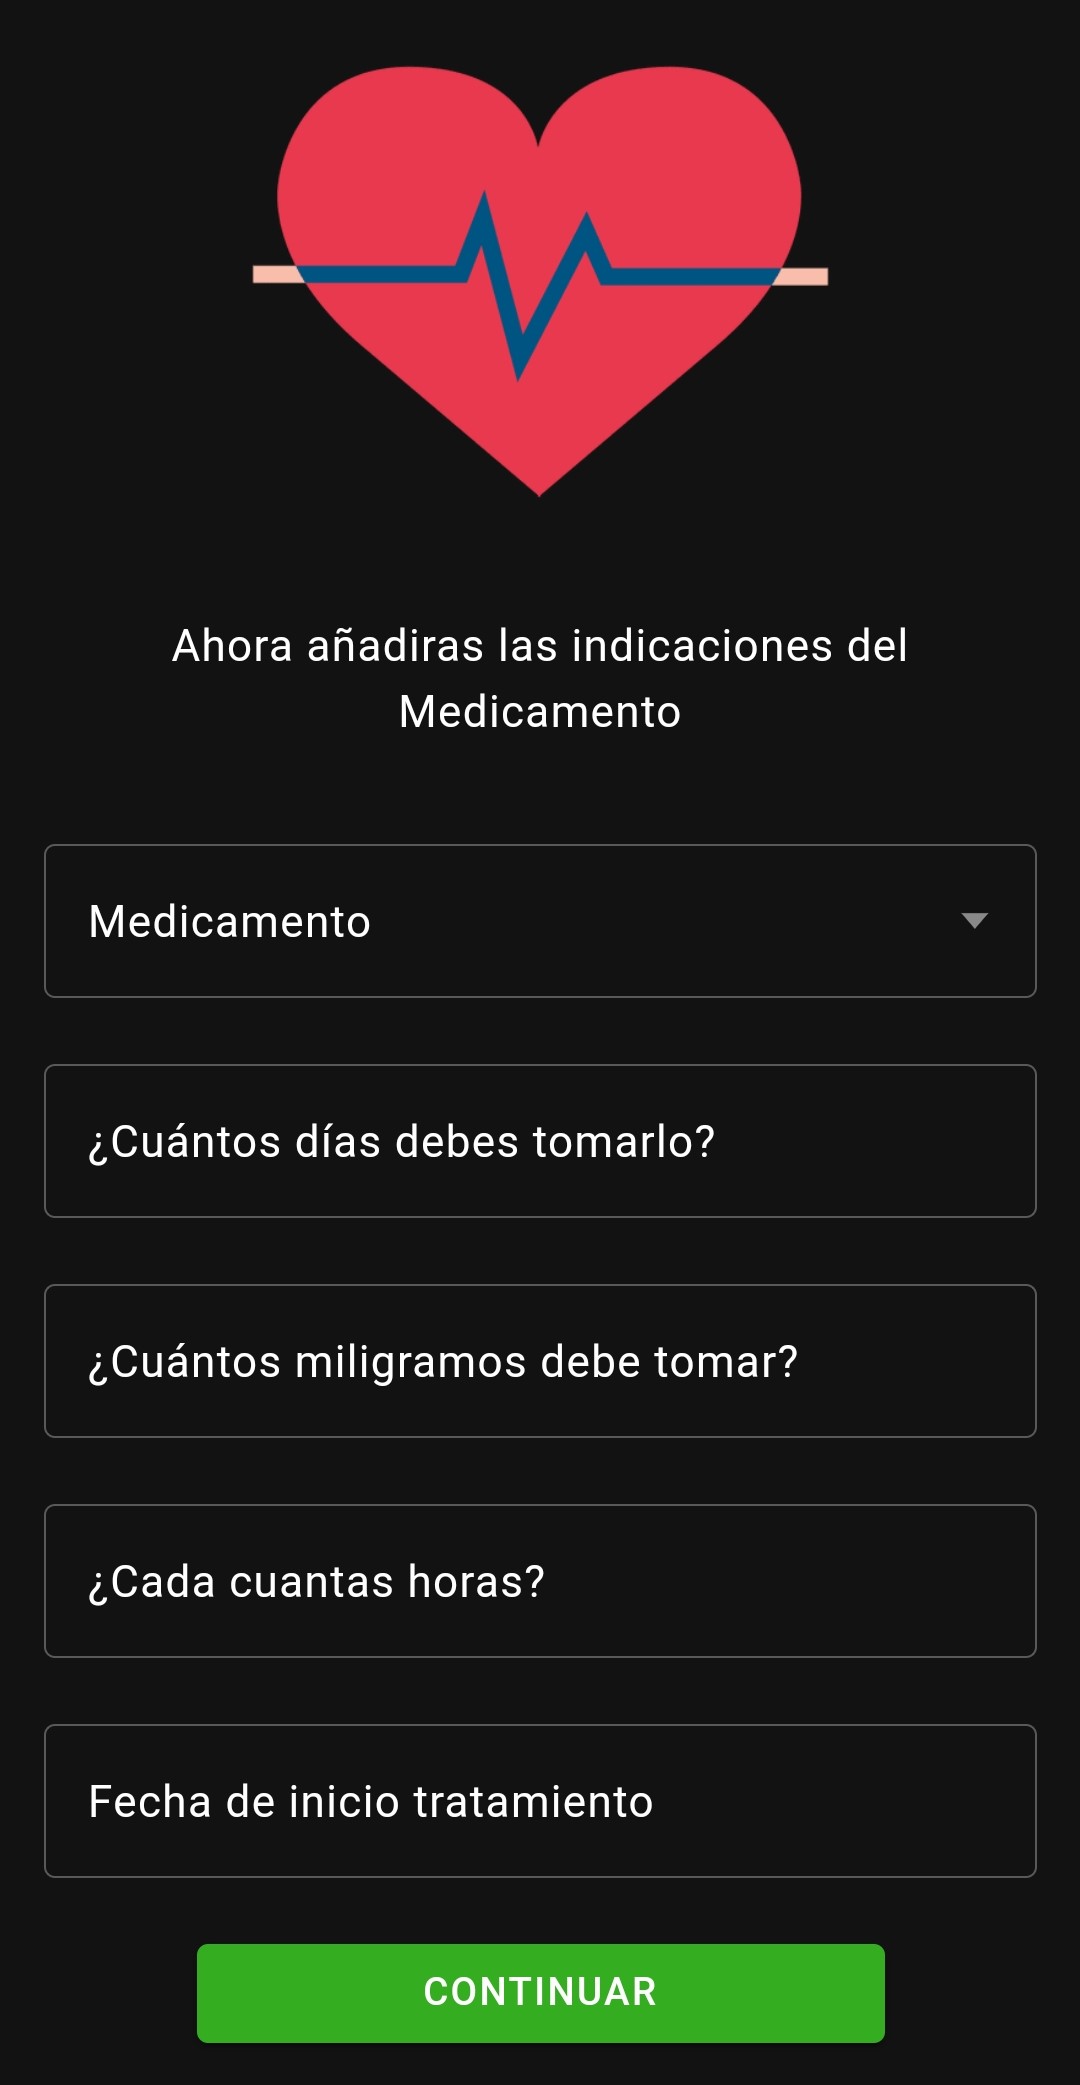 Ahora añadiras las indicaciones del
Medicamento
Medicamento
¿Cuántos días debes tomarlo?
¿Cuántos miligramos debe tomar?
¿Cada cuantas horas?
Fecha de inicio tratamiento
CONTINUAR